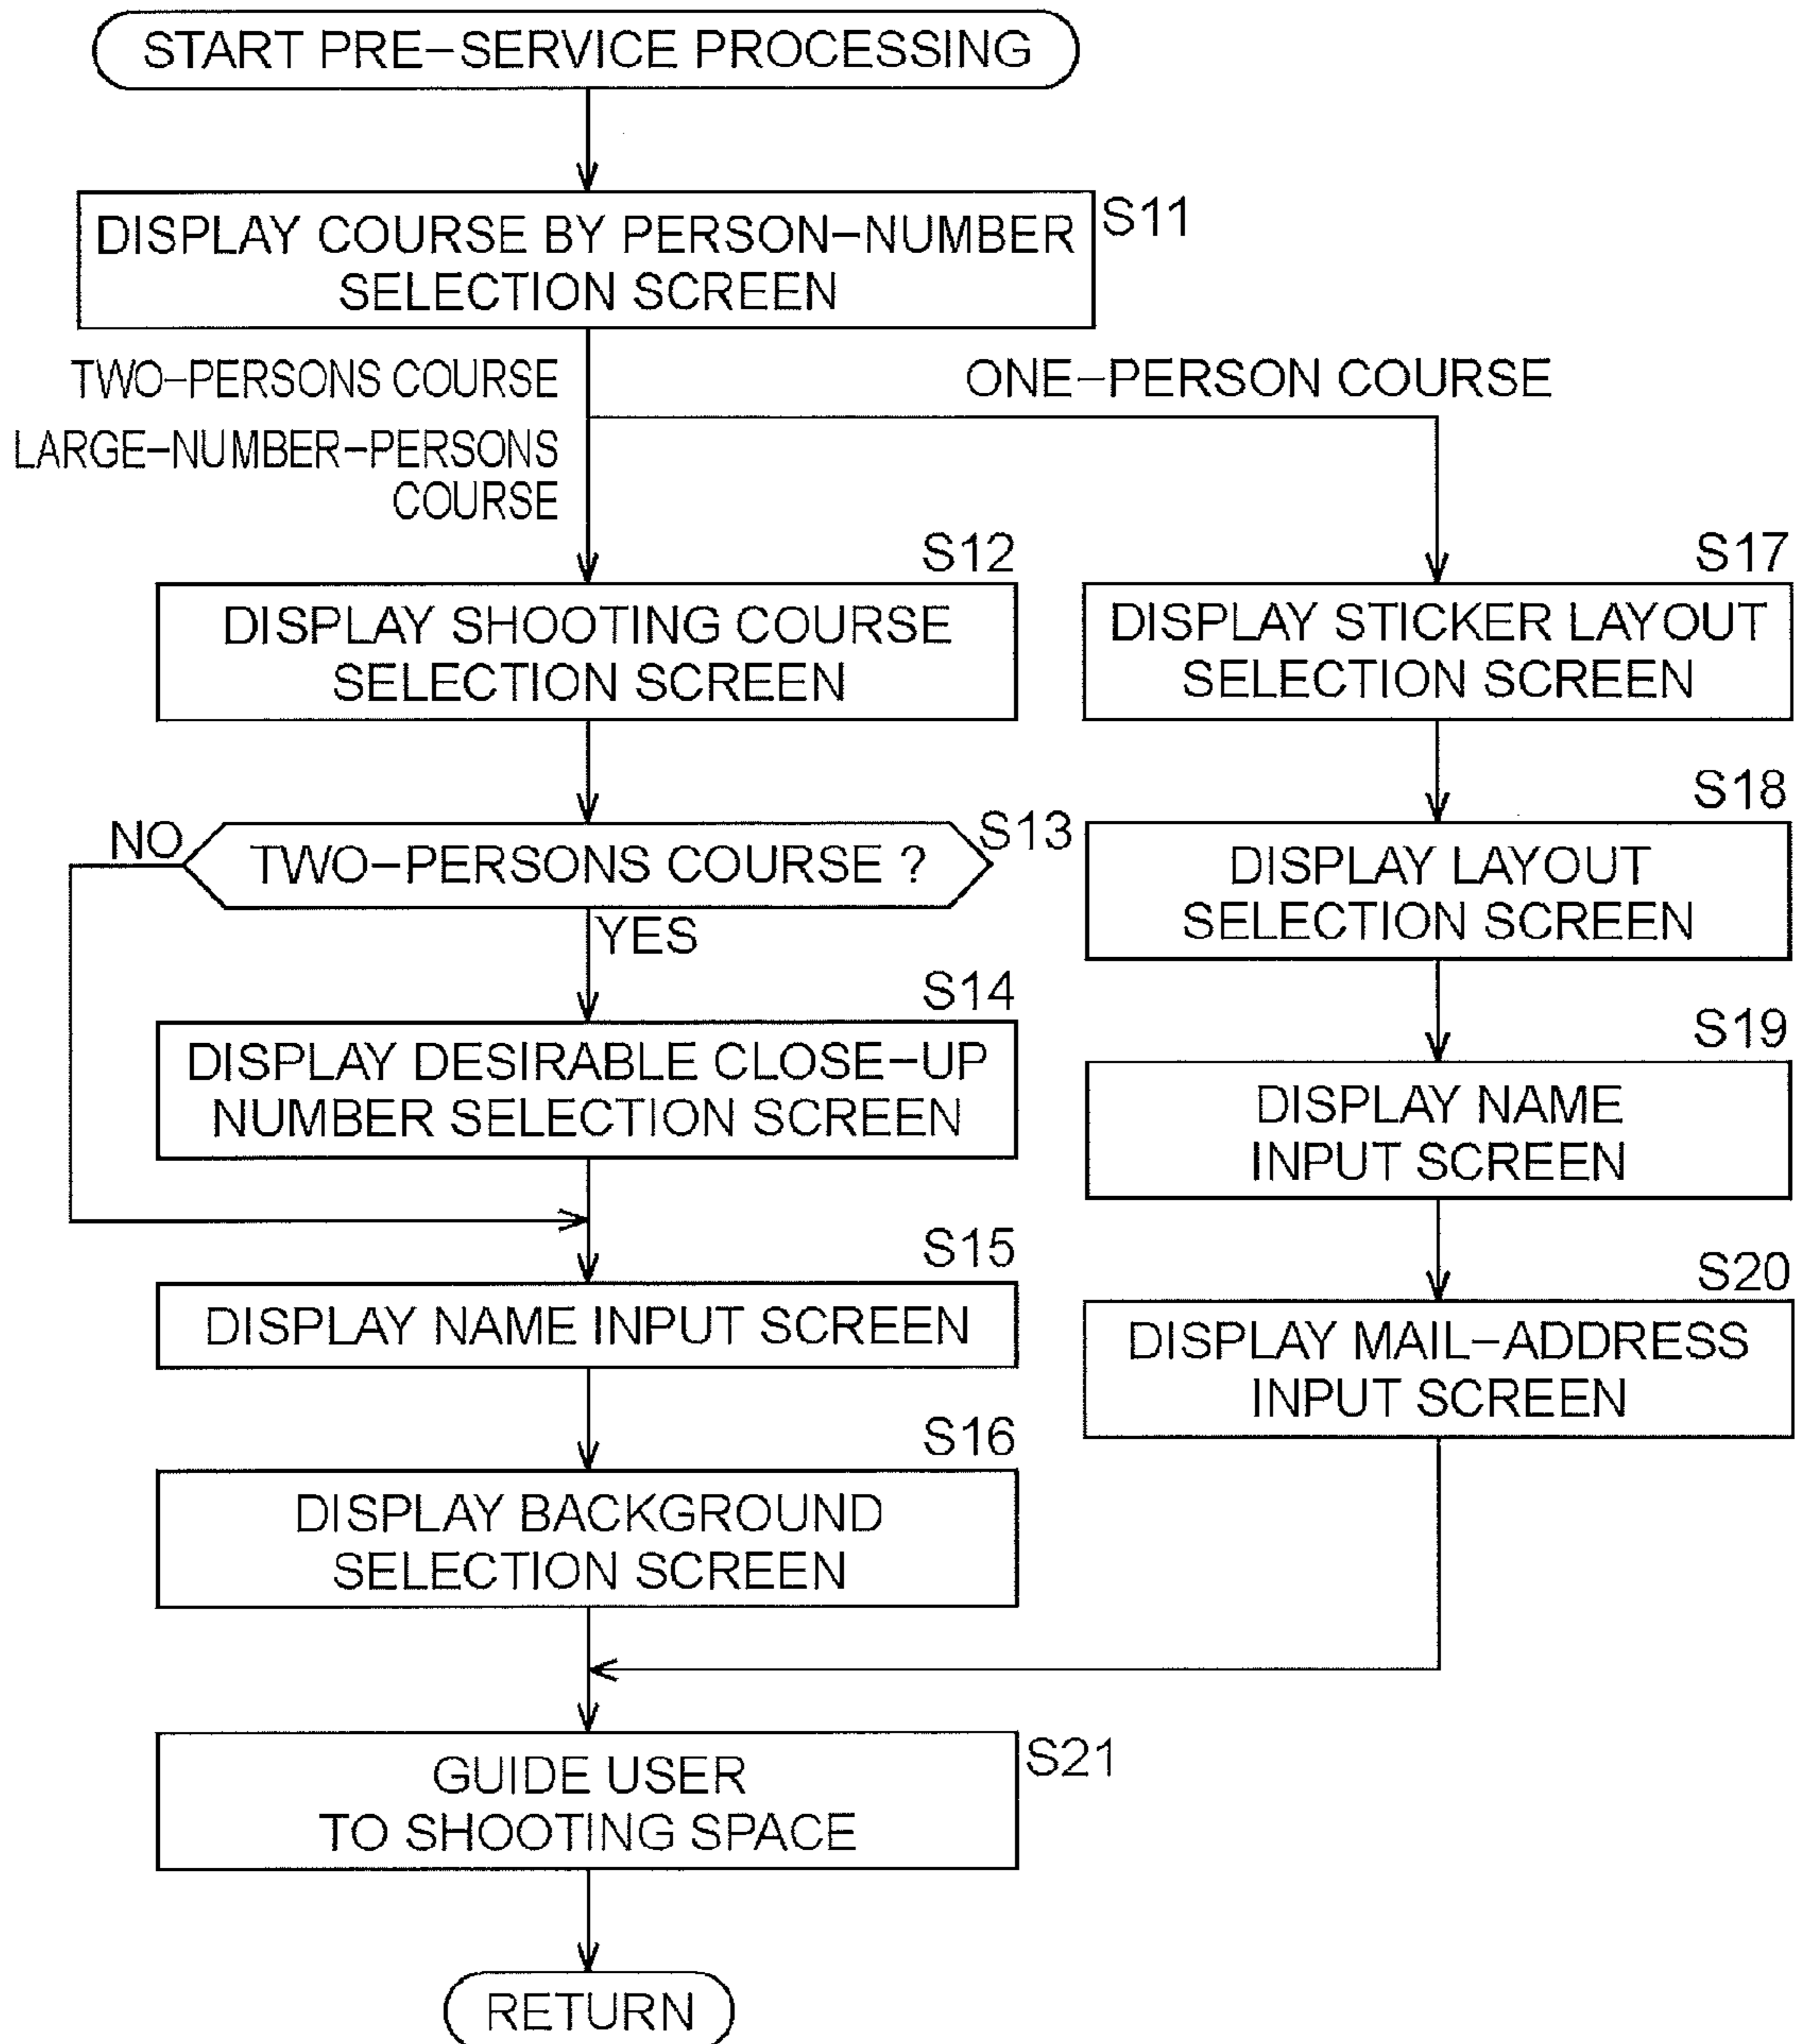 START PRE-SERVICE PROCESSING
S11
DISPLAY COURSE BY PERSON-NUMBER
SELECTION SCREEN
TWO-PERSONS COURSE
LARGE-NUMBER-PERSONS
COURSE
ONE-PERSON COURSE
S12
DISPLAY SHOOTING COURSE
SELECTION SCREEN
S13
TWO-PERSONS COURSE ?
NO
YES
S14
DISPLAY DESIRABLE CLOSE-UP
NUMBER SELECTION SCREEN
S15
DISPLAY NAME INPUT SCREEN
S16
DISPLAY BACKGROUND
SELECTION SCREEN
S17
DISPLAY STICKER LAYOUT
SELECTION SCREEN
S18
DISPLAY LAYOUT
SELECTION SCREEN
S19
DISPLAY NAME
INPUT SCREEN
S20
DISPLAY MAIL-ADDRESS
INPUT SCREEN
S21
GUIDE USER
TO SHOOTING SPACE
RETURN